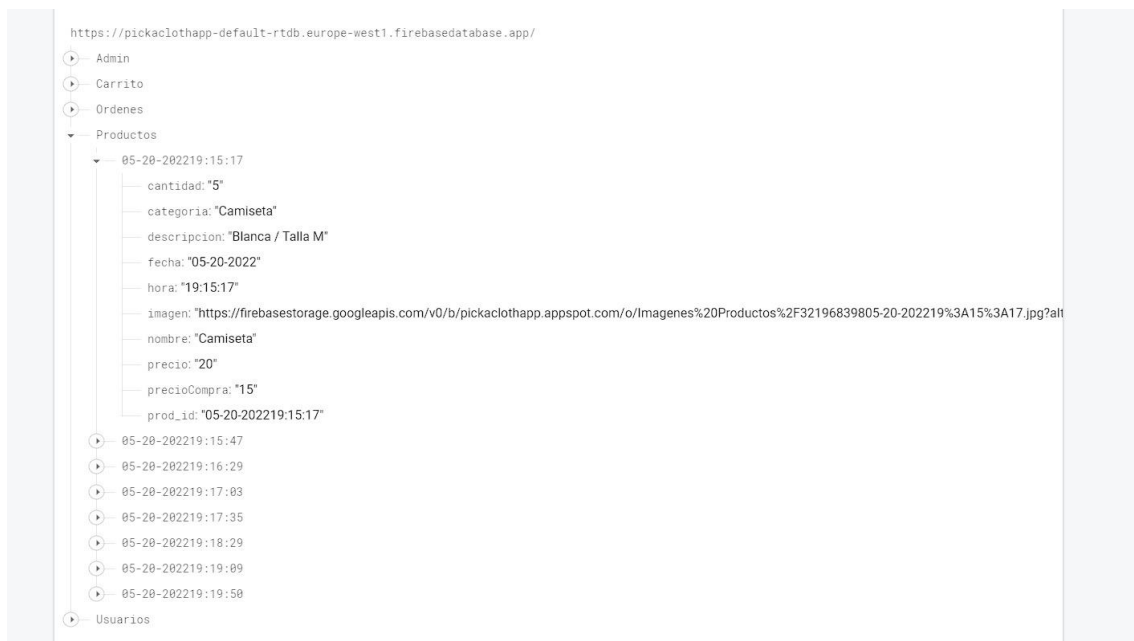 https://pickaclothapp-default-rtdb.europe-west1.firebasedatabase.app/
Admin
Carrito
Ordenes
Productos
05-20-202219:15:17
cantidad: "5"
categoria: "Camiseta"
descripcion: "Blanca / Talla M"
fecha: "05-20-2022"
hora: "19:15:17"
imagen: "https://firebasestorage.googleapis.com/v0/b/pickaclothapp.appspot.com/o/Imagenes%20Productos%2F32196839805-20-202219%3A15%3A17.jpg?alt
nombre: "Camiseta"
precio: "20"
precioCompra: "15"
prod_id: "05-20-202219:15:17"
05-20-202219:15:47
05-20-202219:16:29
05-20-202219:17:03
05-20-202219:17:35
05-20-202219:18:29
05-20-202219:19:09
05-20-202219:19:50
Usuarios